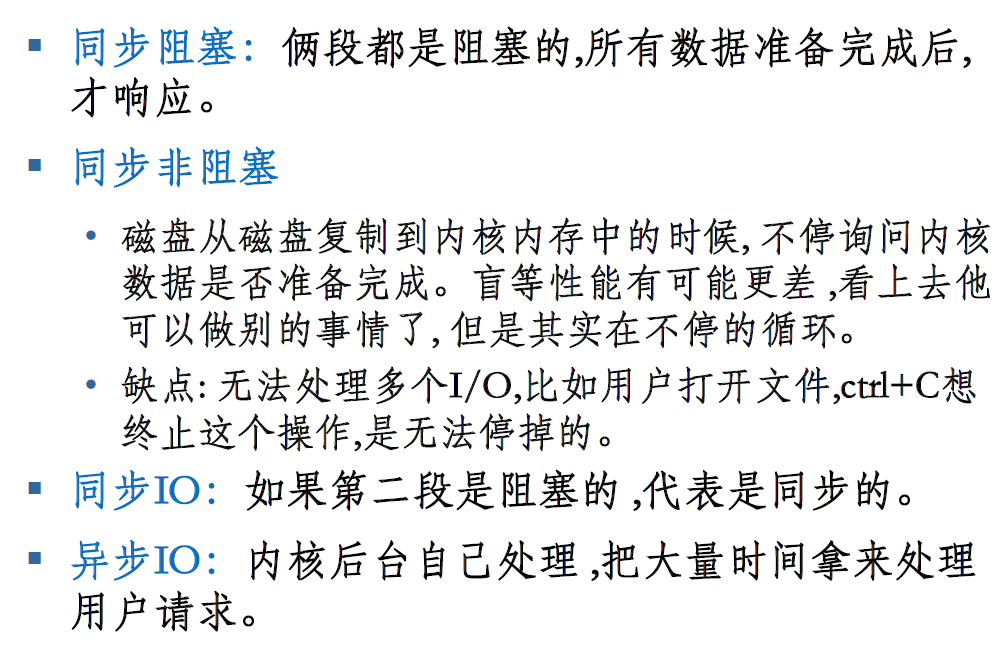 ▪ 同步阻塞：俩段都是阻塞的,所有数据准备完成后,
才响应。
▪ 同步非阻塞
• 磁盘从磁盘复制到内核内存中的时候, 不停询问内核
数据是否准备完成。盲等性能有可能更差 ,看上去他
可以做别的事情了, 但是其实在不停的循环。
• 缺点: 无法处理多个I/O,比如用户打开文件,ctrl+C想
终止这个操作,是无法停掉的。
▪ 同步IO：如果第二段是阻塞的 ,代表是同步的。
▪ 异步IO：内核后台自己处理 ,把大量时间拿来处理
用户请求。